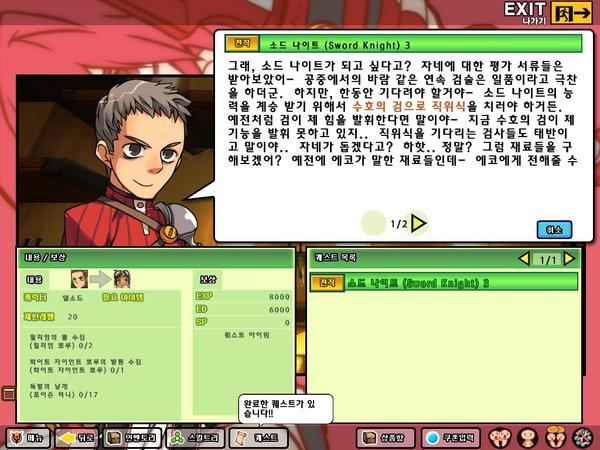 EXIT
나가기
전직 소드 나이트 (Sword Knight) 3
그래, 소드 나이트가 되고 싶다고? 자네에 대한 평가 서류들은
받아보았어- 공중에서의 바람 같은 연속 검술은 일품이라고 극찬
을 하더군. 하지만, 한동안 기다려야 할거야- 소드 나이트의 능
력을 계승 받기 위해서 수호의 검으로 직위식을 치러야 하거든.
예전처럼 검이 제 힘을 발휘한다면 말이야- 지금 수호의 검이 제
기능을 발휘 못하고 있지.. 직위식을 기다리는 검사들도 태반이
고 말이야.. 자네가 돕겠다고? 하핫.. 정말? 그럼 재료들을 구
해보겠어? 예전에 에코가 말한 재료들인데- 에코에게 전해줄 수
1/2
취소
내용 / 보상
내용
캐릭터 엘소드 필요 아이템
제한레벨 20
윌리엄의 뿔 수집
(윌리엄 뽀루) 0/2
화이트 자이언트 뽀루의 발톱 수집
(화이트 자이언트 뽀루) 0/1
독벌의 날개
(포이즌 허니) 0/17
보상
EXP 8000
ED 6000
SP 0
퀘스트 아이템
퀘스트 목록
1/1
전직 소드 나이트 (Sword Knight) 3
완료한 퀘스트가 있
습니다!!
메뉴
뒤로
인벤토리
스킬트리
퀘스트
상품함
쿠폰입력